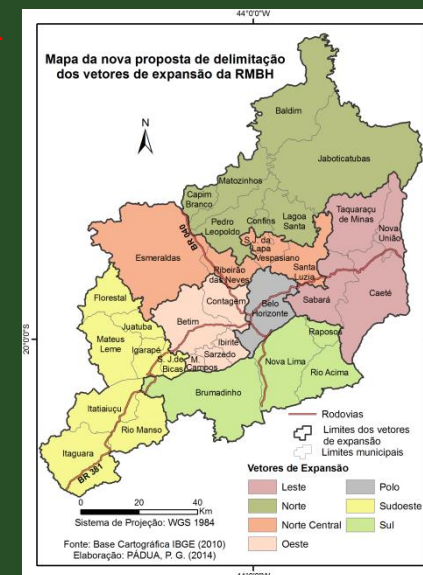 44°0'0"W
Mapa da nova proposta de delimitação
dos vetores de expansão da RMBH
N
Baldim
Jaboticatubas
Matozinhos
Capim
Branco
Pedro
Leopoldo
Confins
Lagoa
Santa
Taquaraçu
de Minas
Nova
União
BR 040
S. J. da
Lapa
Vespasiano
Esmeraldas
Ribeirão
das Neves
Santa
Luzia
Florestal
Contagem
Belo
Horizonte
Sabará
Caeté
Juatuba
Betim
Mateus
Leme
Igarapé
Ibirité
Raposos
Sarzedo
S. J. de
Bicas
M.
Campos
Nova Lima
Rio Acima
Brumadinho
Itatiaiuçu
Rio Manso
Itaguara
BR 381
20°0'0"S
Rodovias
Limites dos vetores
de expansão
Limites municipais
Vetores de Expansão
Leste
Polo
Norte
Sudoeste
Norte Central
Sul
Oeste
0 20 40
Km
Sistema de Projeção: WGS 1984
Fonte: Base Cartográfica IBGE (2010)
Elaboração: PÁDUA, P. G. (2014)
44°0'0"W